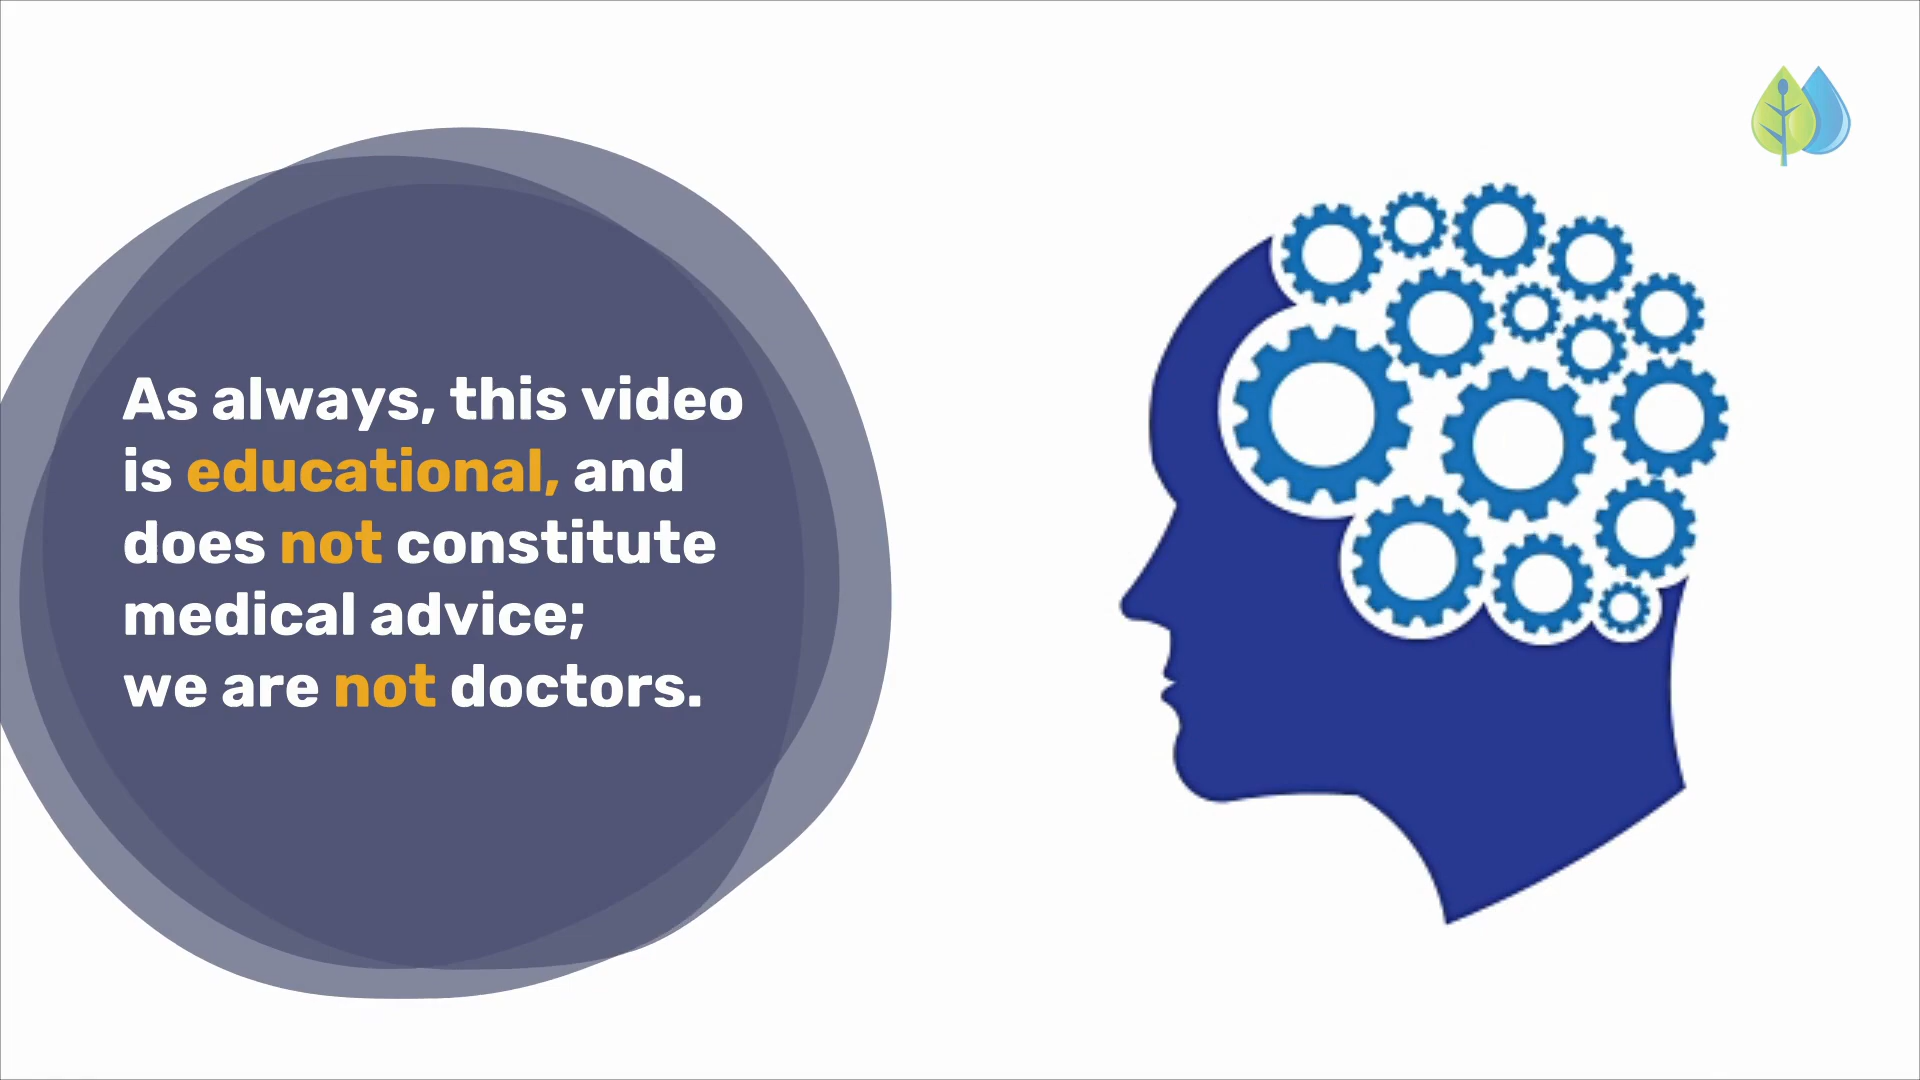 As always, this video
is educational, and
does not constitute
medical advice;
we are not doctors.